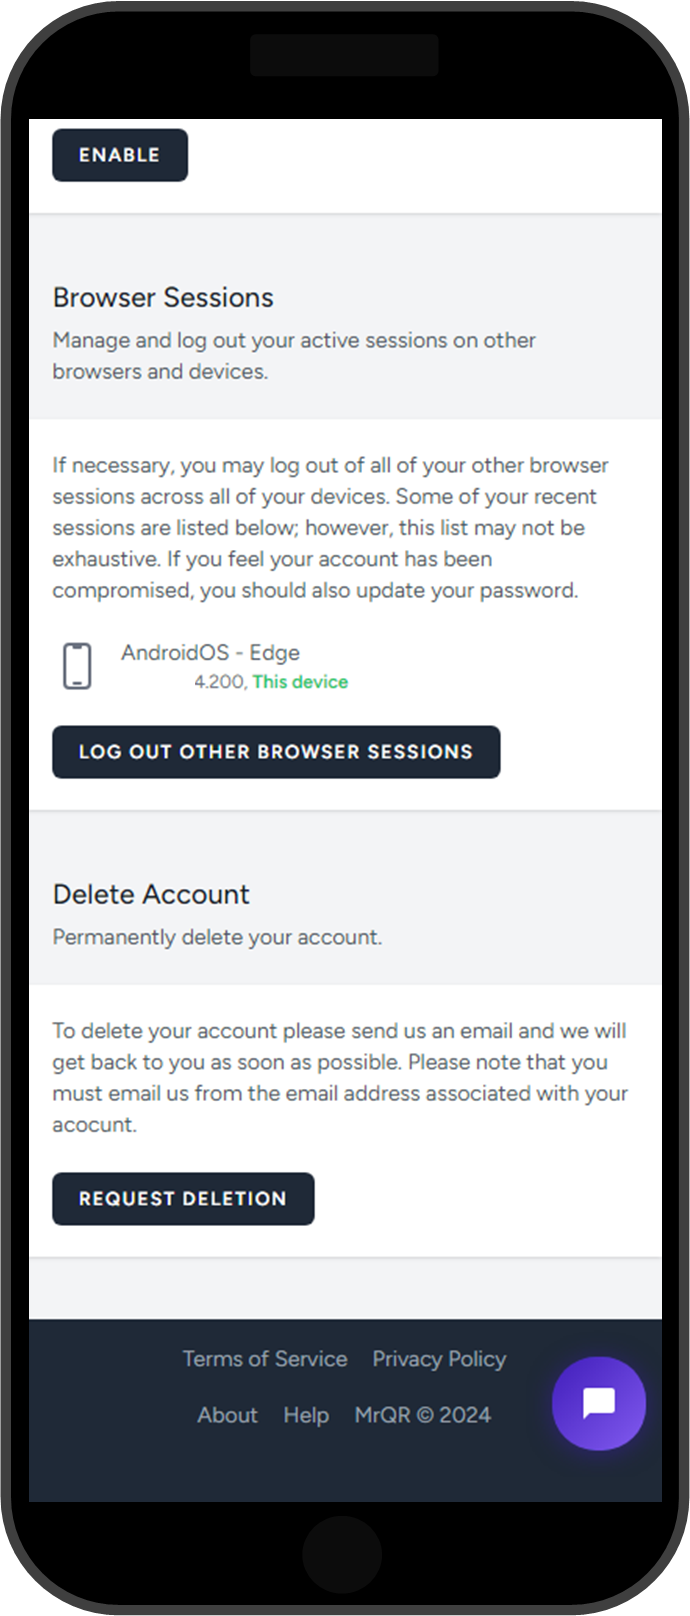 ENABLE
Browser Sessions
Manage and log out your active sessions on other
browsers and devices.
If necessary, you may log out of all of your other browser
sessions across all of your devices. Some of your recent
sessions are listed below; however, this list may not be
exhaustive. If you feel your account has been
compromised, you should also update your password.
AndroidOS - Edge
4.200, This device
LOG OUT OTHER BROWSER SESSIONS
Delete Account
Permanently delete your account.
To delete your account please send us an email and we will
get back to you as soon as possible. Please note that you
must email us from the email address associated with your
acocunt.
REQUEST DELETION
Terms of Service Privacy Policy
About Help MrQR © 2024